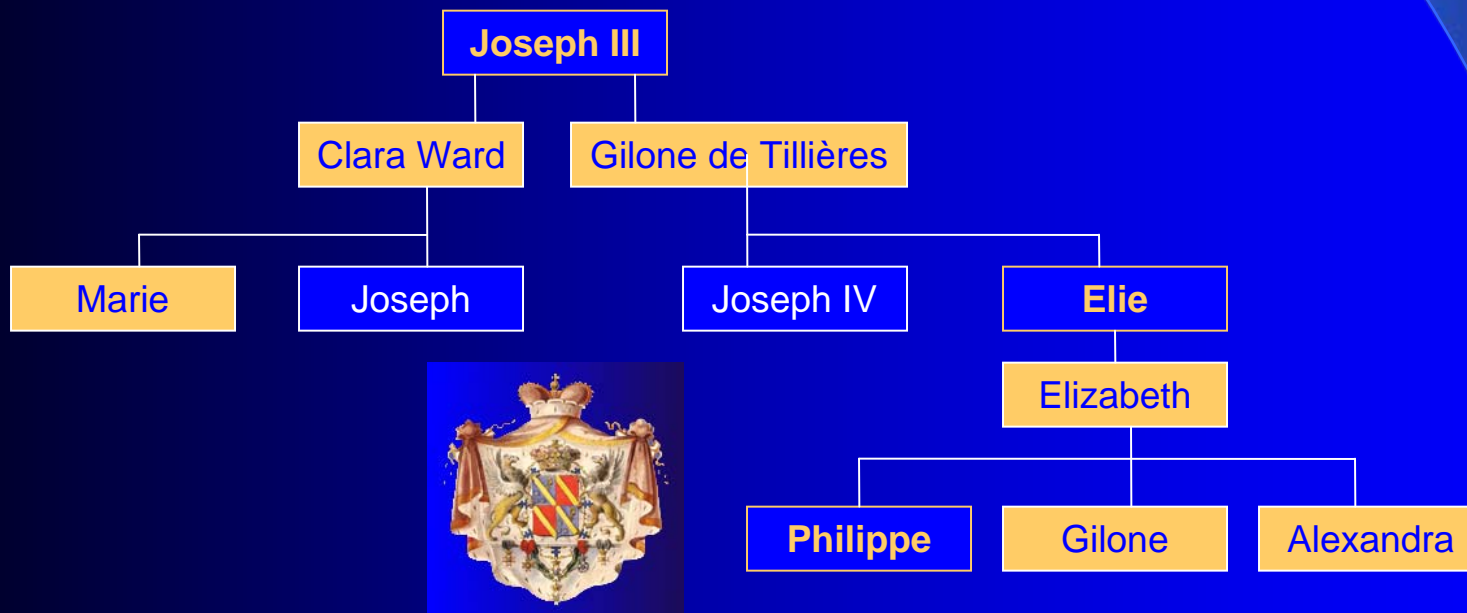 Joseph III
Clara Ward
Gilone de Tillières
Marie
Joseph
Joseph IV
Elie
Elizabeth
Philippe
Gilone
Alexandra